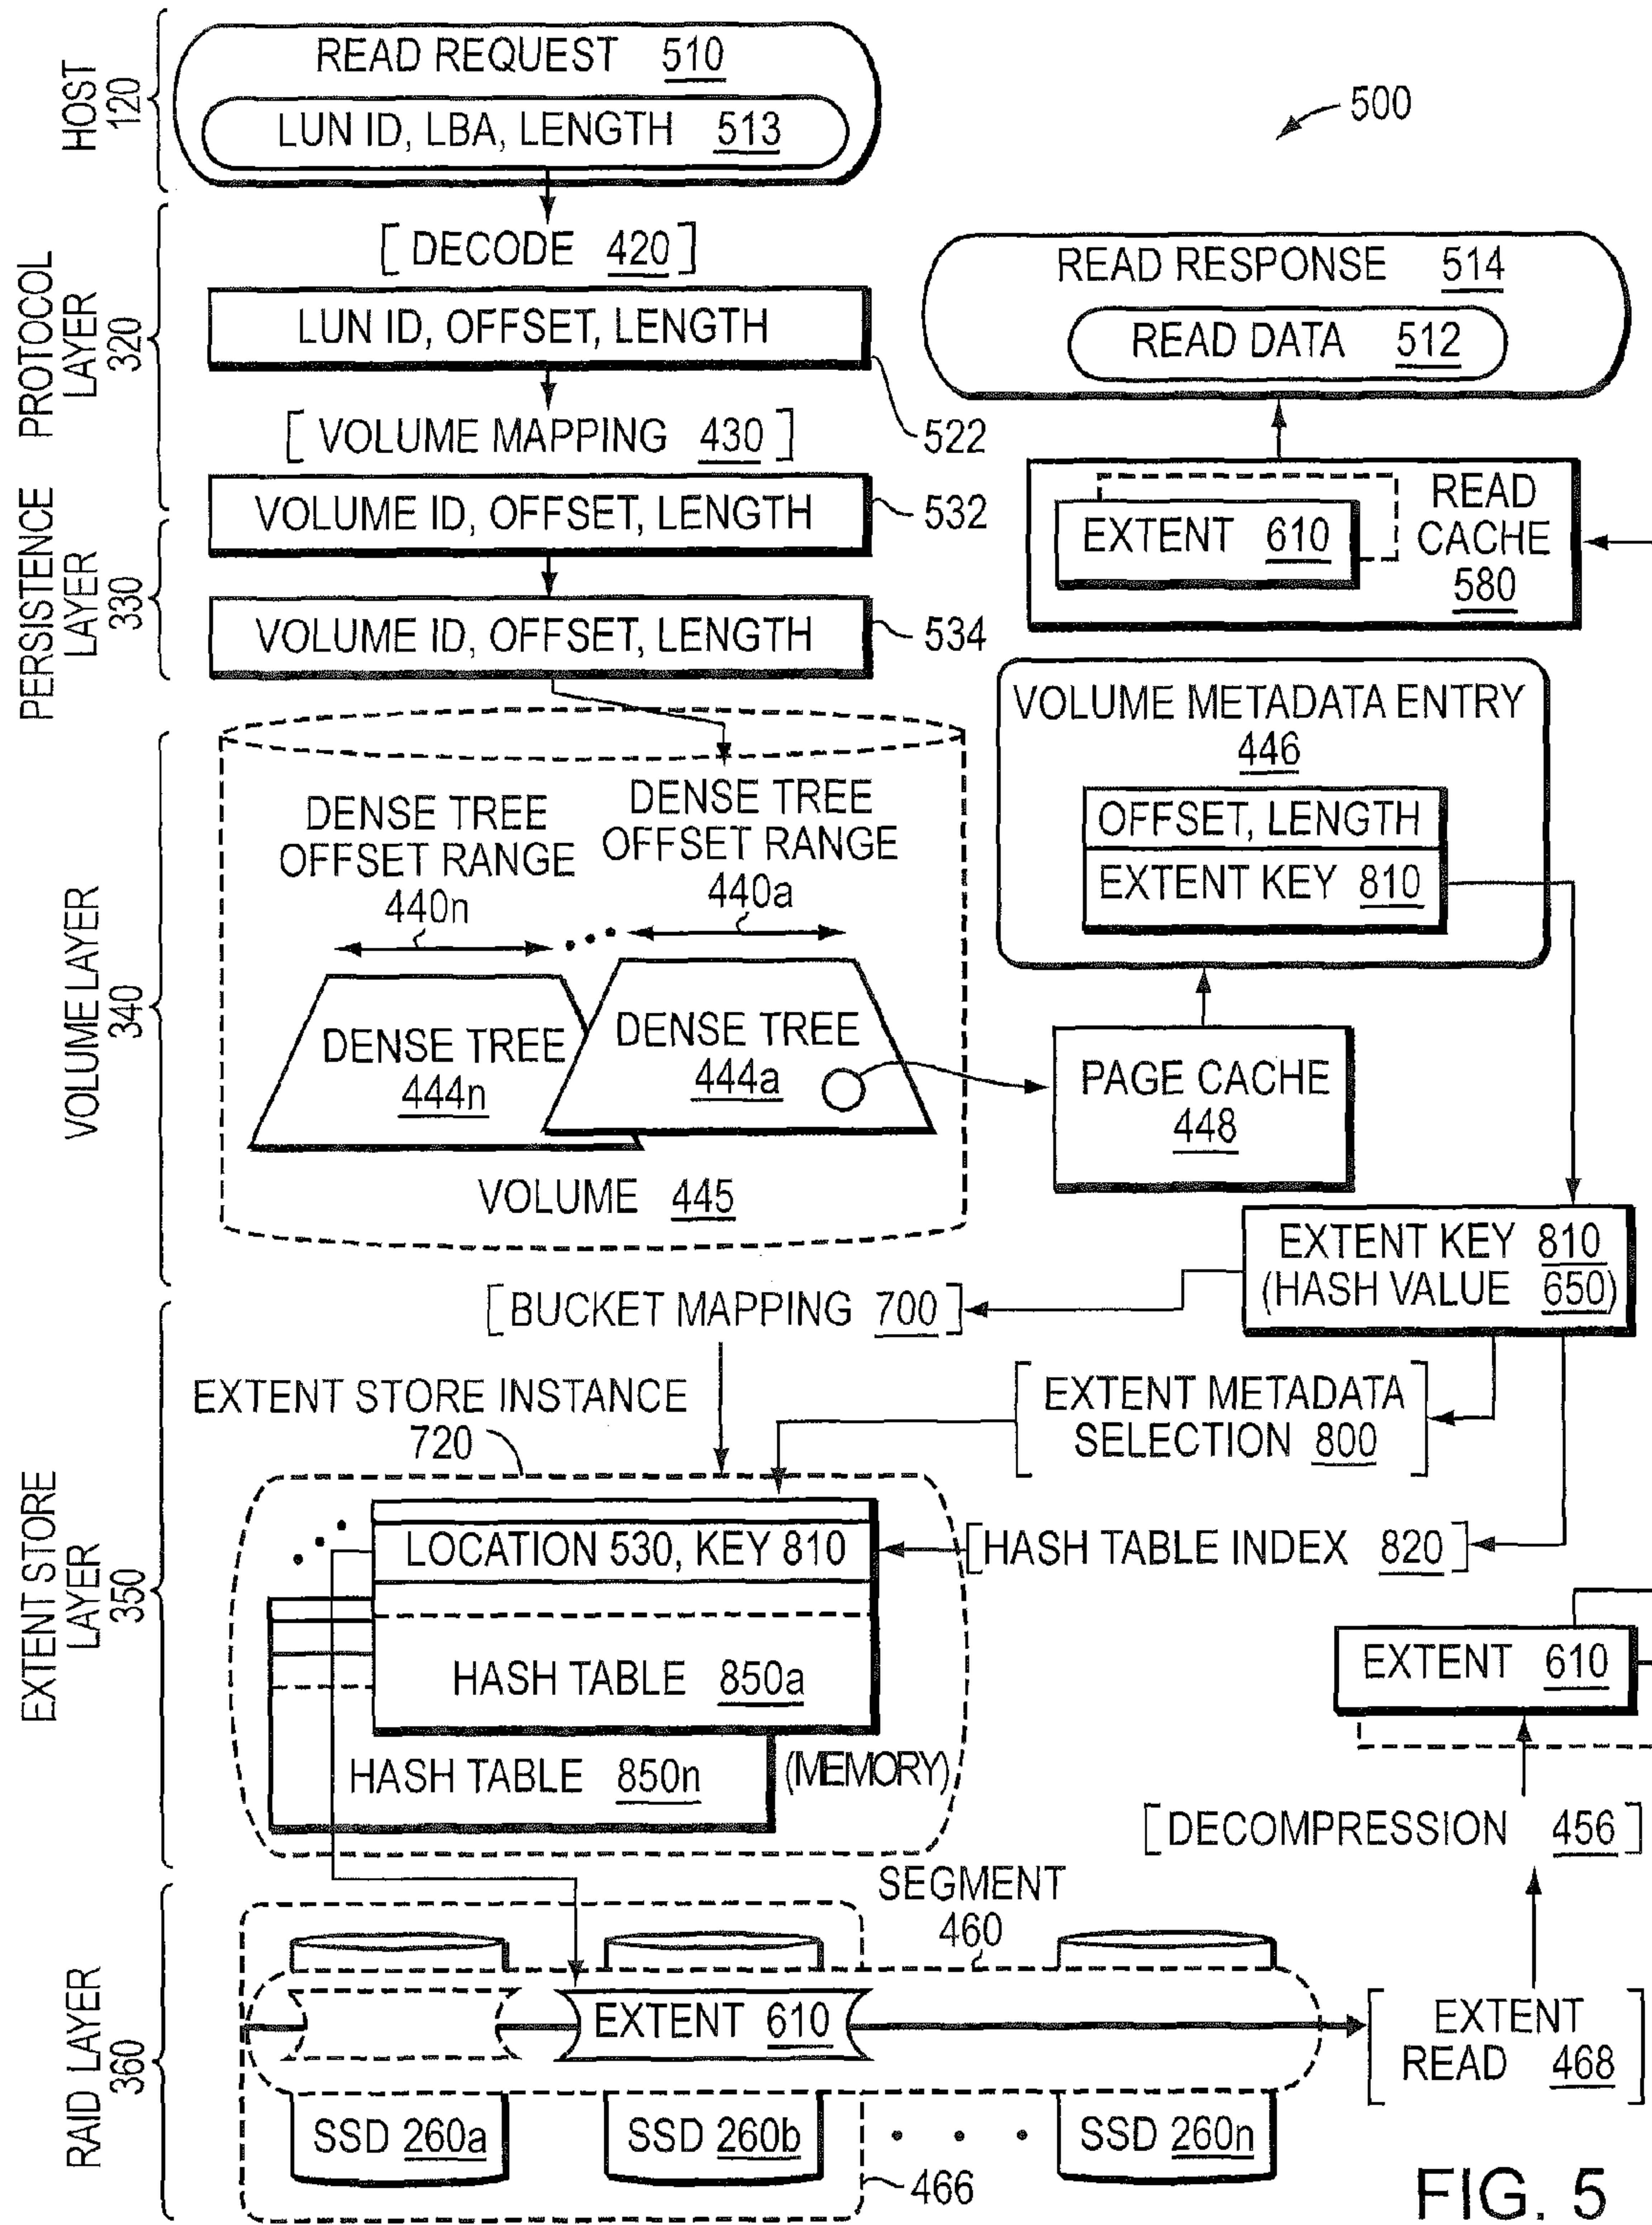 HOST
120
READ REQUEST 510
LUN ID, LBA, LENGTH 513
500
PROTOCOL
LAYER
320
[DECODE 420]
LUN ID, OFFSET, LENGTH
522
[VOLUME MAPPING 430]
READ RESPONSE 514
READ DATA 512
PERSISTENCE
LAYER
330
VOLUME ID, OFFSET, LENGTH
532
VOLUME ID, OFFSET, LENGTH
534
EXTENT 610
READ
CACHE
580
VOLUME LAYER
340
DENSE TREE
OFFSET RANGE
440n
DENSE TREE
OFFSET RANGE
440a
DENSE TREE
444n
DENSE TREE
444a
VOLUME 445
VOLUME METADATA ENTRY
446
OFFSET, LENGTH
EXTENT KEY 810
PAGE CACHE
448
EXTENT KEY 810
(HASH VALUE 650)
EXTENT STORE
LAYER
350
[BUCKET MAPPING 700]
EXTENT STORE INSTANCE
720
[EXTENT METADATA
SELECTION 800]
LOCATION 530, KEY 810
[HASH TABLE INDEX 820]
HASH TABLE 850a
HASH TABLE 850n
(MEMORY)
EXTENT 610
[DECOMPRESSION 456]
RAID LAYER
360
SEGMENT
460
EXTENT 610
[EXTENT
READ 468]
SSD 260a
SSD 260b
SSD 260n
466
FIG. 5